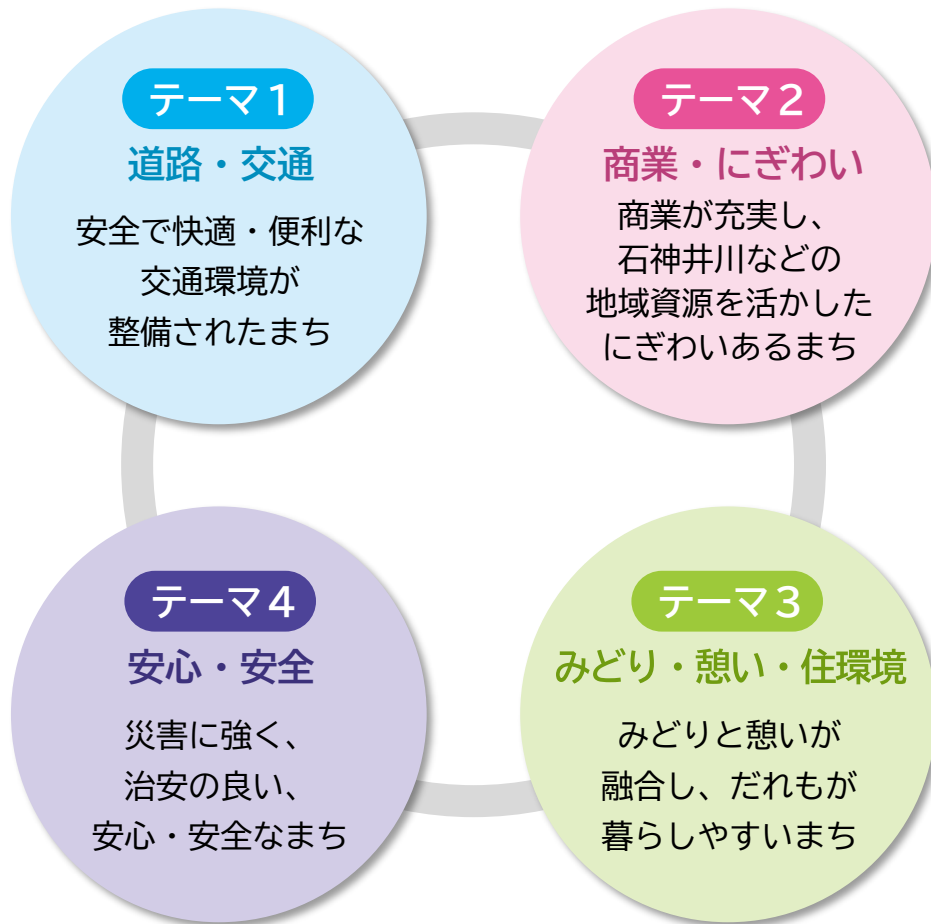 テーマ１
道路・交通
安全で快適・便利な
交通環境が
整備されたまち
テーマ２
商業・にぎわい
商業が充実し、
石神井川などの
地域資源を活かした
にぎわいあるまち
テーマ３
みどり・憩い・住環境
みどりと憩いが
融合し、だれもが
暮らしやすいまち
テーマ４
安心・安全
災害に強く、
治安の良い、
安心・安全なまち